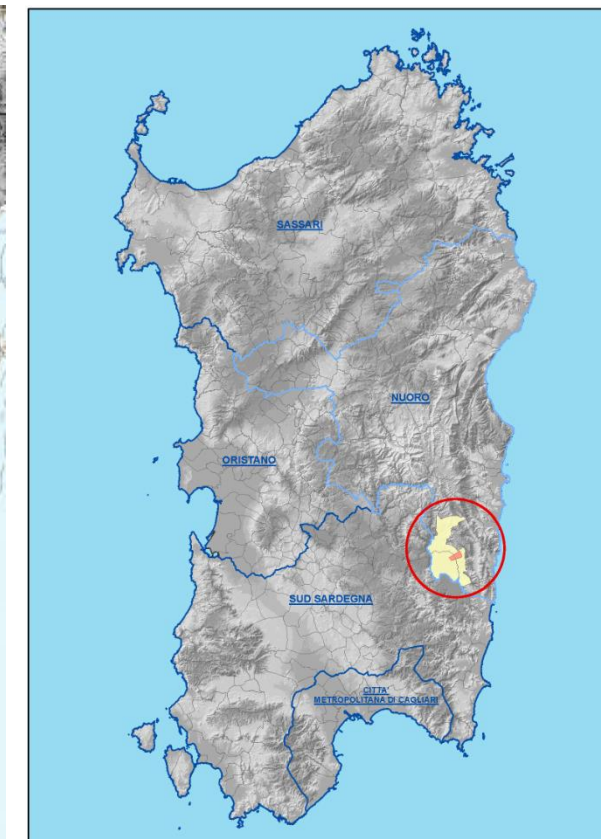 SASSARI
NUORO
ORISTANO
SUD SARDEGNA
CITTA'
METROPOLITANA DI CAGLIARI